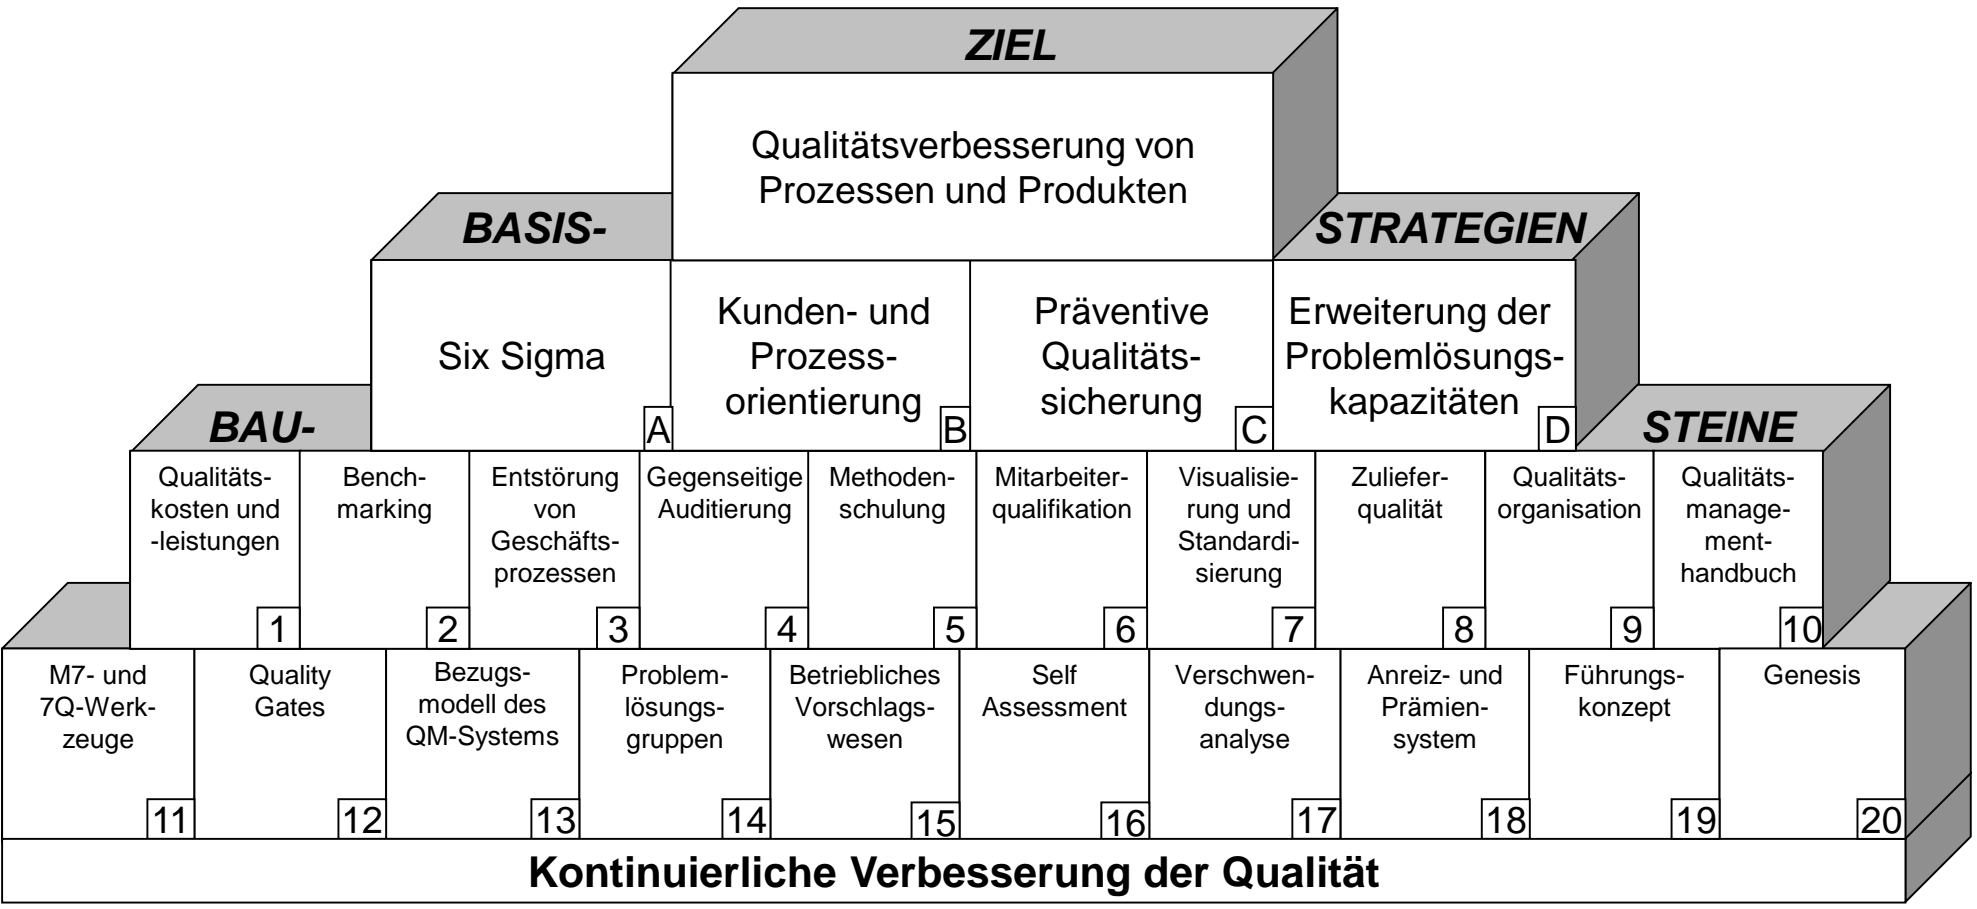 ZIEL
Qualitätsverbesserung von
Prozessen und Produkten
BASIS-
STRATEGIEN
Six Sigma
A
Kunden- und
Prozess-
orientierung
B
Präventive
Qualitäts-
sicherung
C
Erweiterung der
Problemlösungs-
kapazitäten
D
BAU-
STEINE
Qualitäts-
kosten und
-leistungen
1
Bench-
marking
2
Entstörung
von
Geschäfts-
prozessen
3
Gegenseitige
Auditierung
4
Methoden-
schulung
5
Mitarbeiter-
qualifikation
6
Visualisie-
rung und
Standardi-
sierung
7
Zuliefer-
qualität
8
Qualitäts-
organisation
9
Qualitäts-
manage-
ment-
handbuch
10
M7- und
7Q-Werk-
zeuge
11
Quality
Gates
12
Bezugs-
modell des
QM-Systems
13
Problem-
lösungs-
gruppen
14
Betriebliches
Vorschlags-
wesen
15
Self
Assessment
16
Verschwen-
dungs-
analyse
17
Anreiz- und
Prämien-
system
18
Führungs-
konzept
19
Genesis
20
Kontinuierliche Verbesserung der Qualität